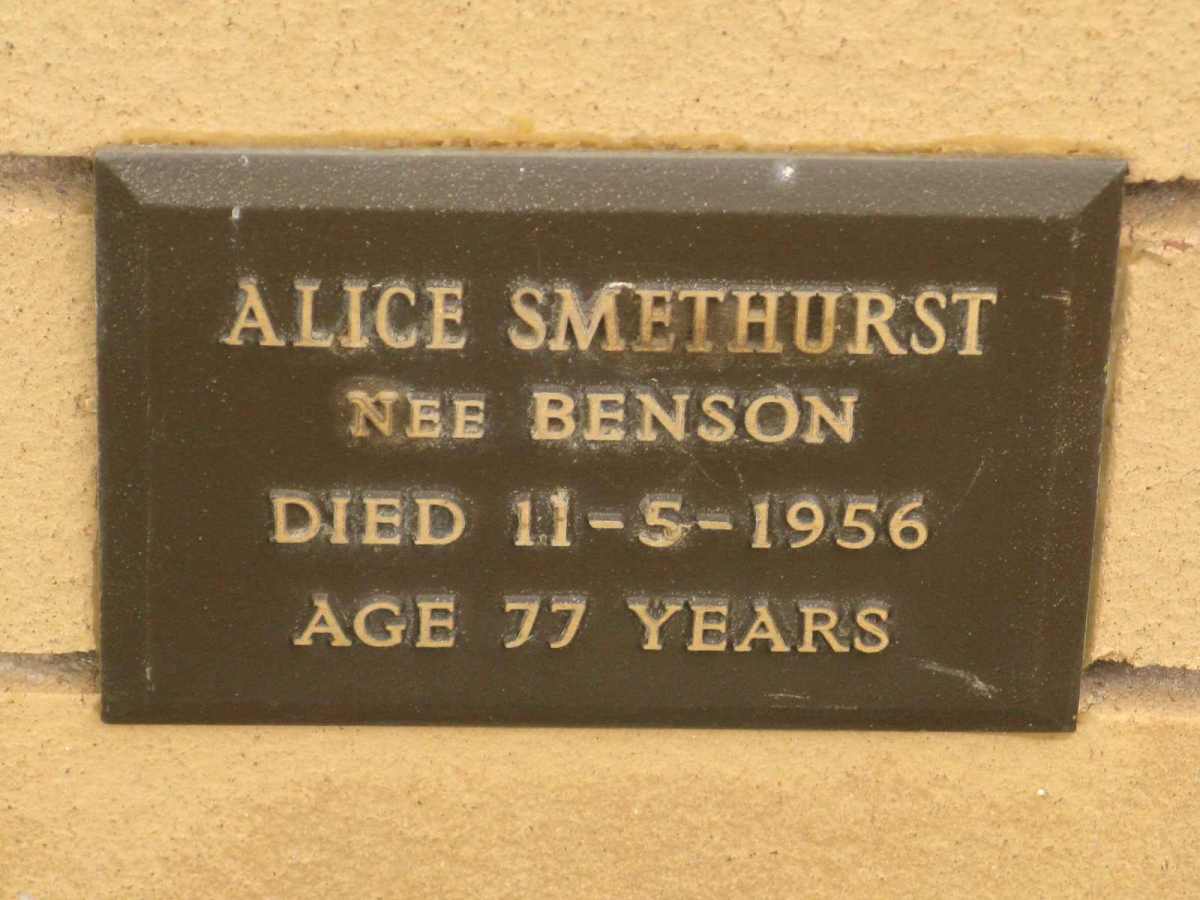 ALICE SMETHURST
NEE BENSON
DIED 11-5-1956
AGE 77 YEARS